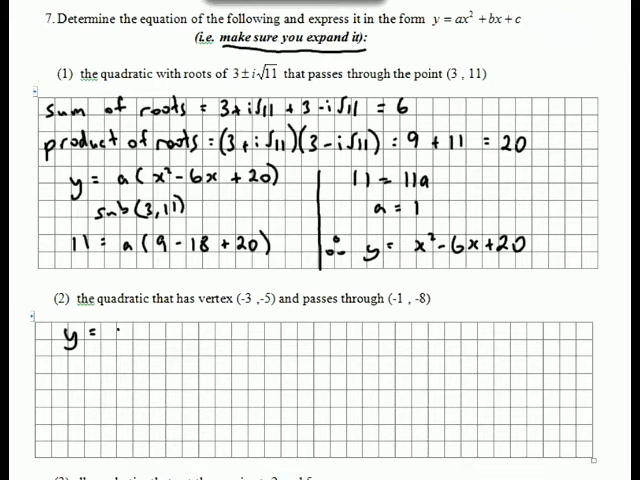 7. Determine the equation of the following and express it in the form y = ax² + bx + c
(i.e. make sure you expand it):
(1) the quadratic with roots of 3 ± i√11 that passes through the point (3 , 11)
sum of roots = 3 + i√11 + 3 - i√11 = 6
product of roots = (3 + i√11)(3 - i√11) = 9 + 11 = 20
y = a(x² - 6x + 20)
sub (3, 11)
11 = a(9 - 18 + 20)
11 = 11a
a = 1
∴ y = x² - 6x + 20
(2) the quadratic that has vertex (-3 ,-5) and passes through (-1 , -8)
y =